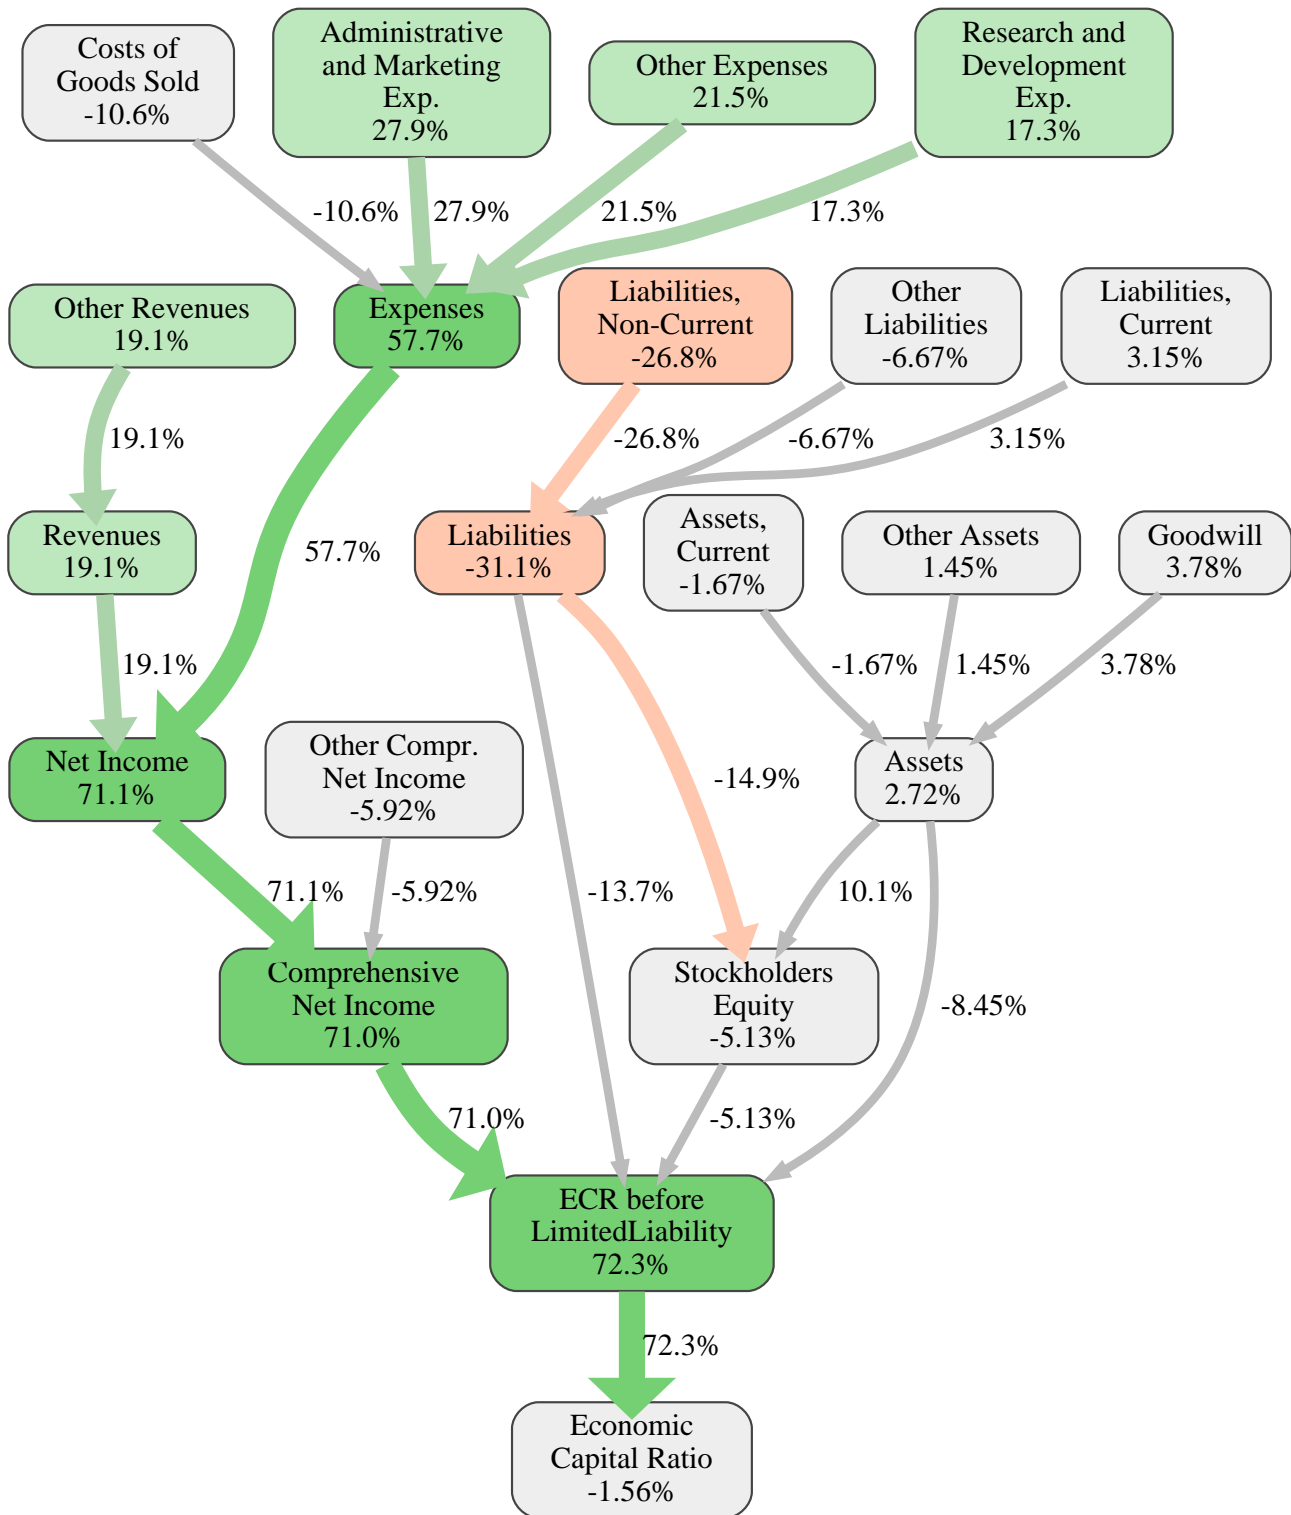 Costs of
Goods Sold
-10.6%
Administrative
and Marketing
Exp.
27.9%
Other Expenses
21.5%
Research and
Development
Exp.
17.3%
-10.6%
27.9%
21.5%
17.3%
Other Revenues
19.1%
Expenses
57.7%
Liabilities,
Non-Current
-26.8%
Other
Liabilities
-6.67%
Liabilities,
Current
3.15%
19.1%
-26.8%
-6.67%
3.15%
Revenues
19.1%
57.7%
Liabilities
-31.1%
Assets,
Current
-1.67%
Other Assets
1.45%
Goodwill
3.78%
19.1%
-1.67%
1.45%
3.78%
Net Income
71.1%
Other Compr.
Net Income
-5.92%
-14.9%
Assets
2.72%
71.1%
-5.92%
-13.7%
10.1%
Comprehensive
Net Income
71.0%
Stockholders
Equity
-5.13%
-8.45%
71.0%
-5.13%
ECR before
LimitedLiability
72.3%
72.3%
Economic
Capital Ratio
-1.56%